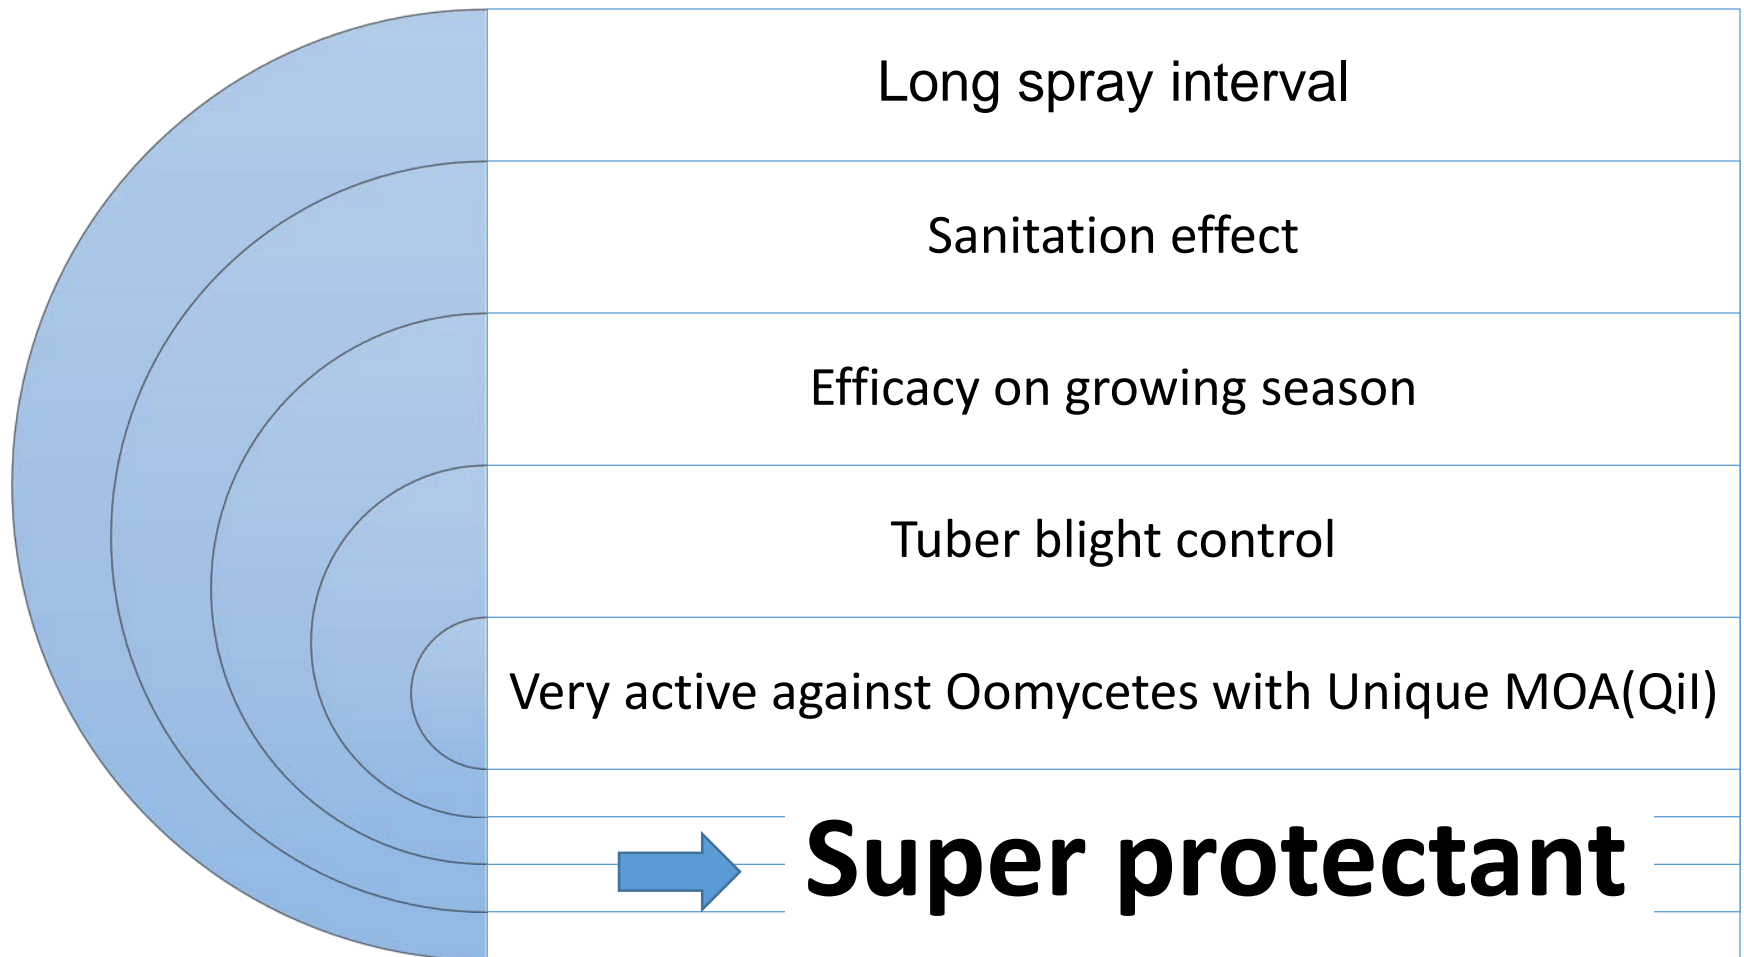 Long spray interval
Sanitation effect
Efficacy on growing season
Tuber blight control
Very active against Oomycetes with Unique MOA(QiI)
Super protectant